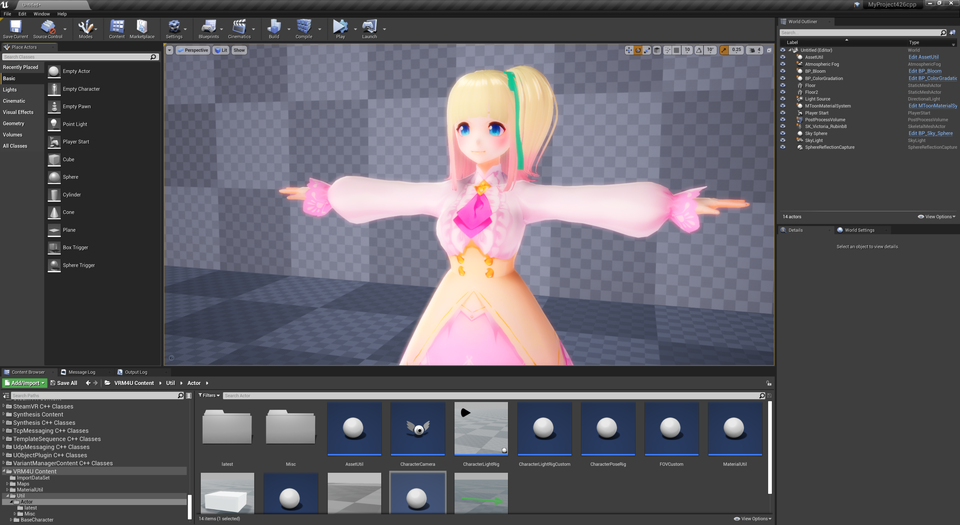 Untitled
MyProject426cpp
File Edit Window Help
Save Current
Source Control
Modes
Content
Marketplace
Settings
Blueprints
Cinematics
Build
Compile
Play
Launch
Place Actors
Search Classes
Recently Placed
Basic
Lights
Cinematic
Visual Effects
Geometry
Volumes
All Classes
Empty Actor
Empty Character
Empty Pawn
Point Light
Player Start
Cube
Sphere
Cylinder
Cone
Plane
Box Trigger
Sphere Trigger
Perspective
Lit
Show
10
10°
0.25
World Outliner
Search...
Label Type
Untitled (Editor) World
AssetUtil Edit AssetUtil
Atmospheric Fog AtmosphericFog
BP_Bloom Edit BP_Bloom
BP_ColorGradation Edit BP_ColorGradatio
Floor StaticMeshActor
Floor2 StaticMeshActor
Light Source DirectionalLight
MToonMaterialSystem Edit MToonMaterialSy
Player Start PlayerStart
PostProcessVolume PostProcessVolume
SK_Victoria_Rubin SkeletalMeshActor
Sky Sphere Edit BP_Sky_Sphere
SkyLight SkyLight
SphereReflectionCapture SphereReflectionCapture
14 actors
View Options
Details
World Settings
Select an object to view details.
Content Browser
Message Log
Output Log
Add/Import
Save All
VRM4U Content
Util
Actor
Search Paths
Filters
Search Actor
SteamVR C++ Classes
Synthesis Content
Synthesis C++ Classes
TcpMessaging C++ Classes
TemplateSequence C++ Classes
UdpMessaging C++ Classes
UObjectPlugin C++ Classes
VariantManagerContent C++ Classes
VRM4U Content
ImportDataSet
Maps
MaterialUtil
Util
Actor
latest
Misc
BaseCharacter
latest
Misc
AssetUtil
CharacterCamera
CharacterLightRig
CharacterLightRigCustom
CharacterPoseRig
FOVCustom
MaterialUtil
14 items (1 selected)
View Options